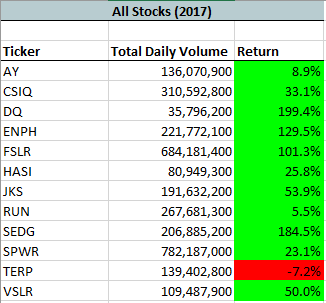 All Stocks (2017)
Ticker Total Daily Volume Return
AY 136,070,900 8.9%
CSIQ 310,592,800 33.1%
DQ 35,796,200 199.4%
ENPH 221,772,100 129.5%
FSLR 684,181,400 101.3%
HASI 80,949,300 25.8%
JKS 191,632,200 53.9%
RUN 267,681,300 5.5%
SEDG 206,885,200 184.5%
SPWR 782,187,000 23.1%
TERP 139,402,800 -7.2%
VSLR 109,487,900 50.0%